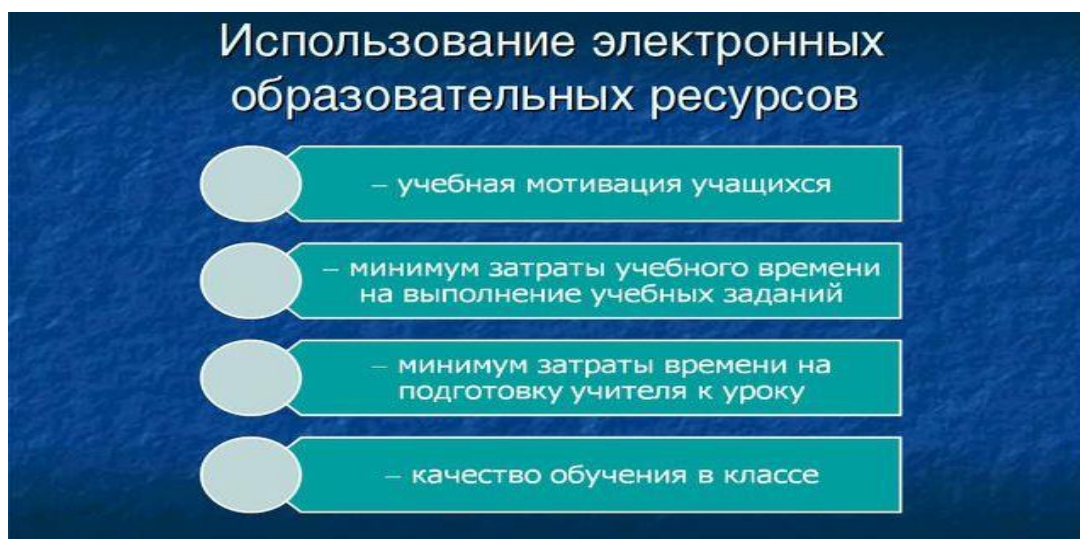 Использование электронных
образовательных ресурсов
– учебная мотивация учащихся
– минимум затраты учебного времени
на выполнение учебных заданий
– минимум затраты времени на
подготовку учителя к уроку
– качество обучения в классе